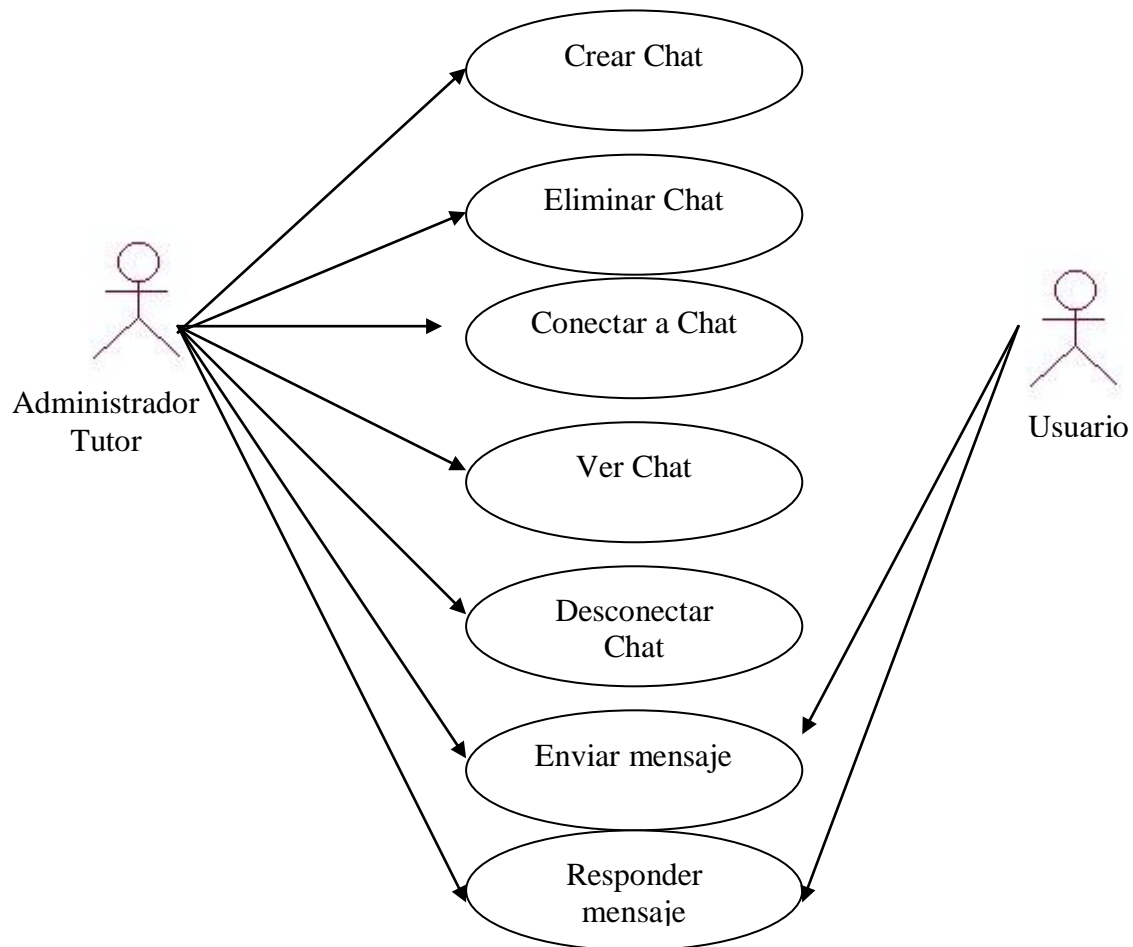 Crear Chat
Eliminar Chat
Conectar a Chat
Administrador
Tutor
Usuario
Ver Chat
Desconectar
Chat
Enviar mensaje
Responder
mensaje